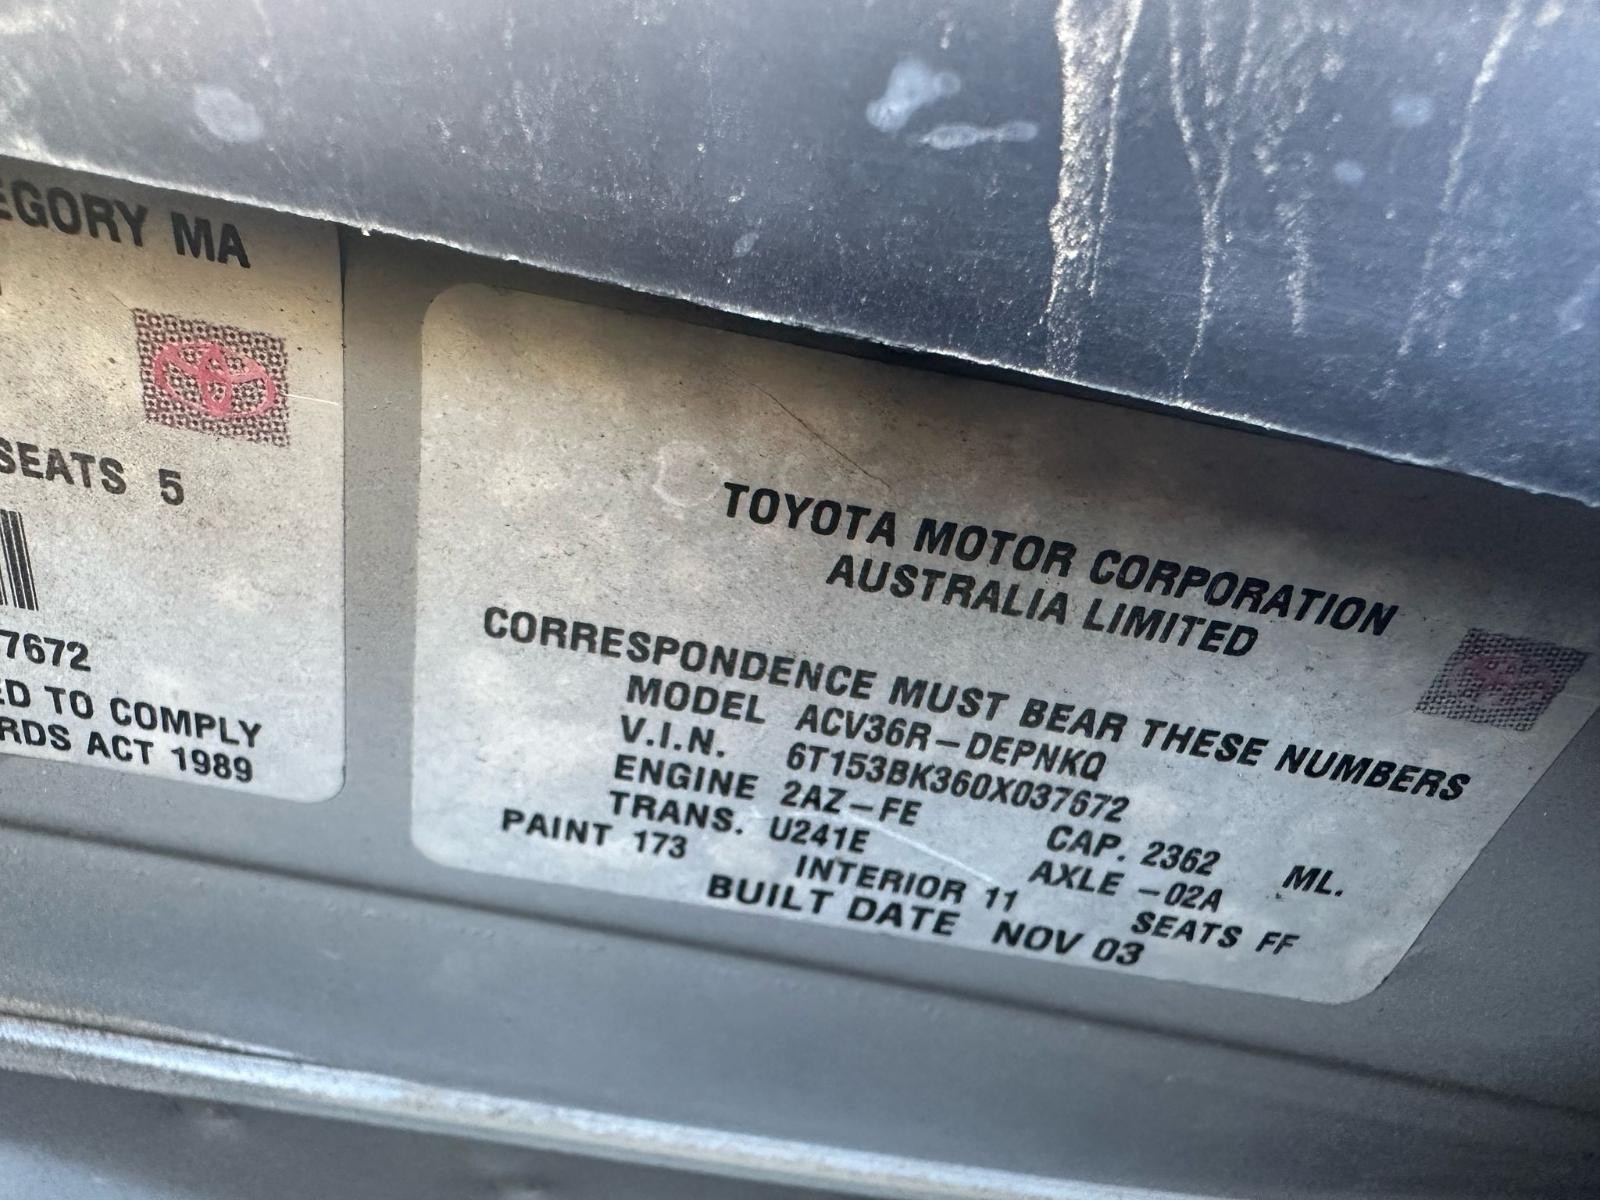 EGORY MA
SEATS 5
7672
ED TO COMPLY
RDS ACT 1989
TOYOTA MOTOR CORPORATION
AUSTRALIA LIMITED
CORRESPONDENCE MUST BEAR THESE NUMBERS
MODEL ACV36R-DEPNKQ
V.I.N. 6T153BK360X037672
ENGINE 2AZ-FE CAP. 2362 ML.
TRANS. U241E AXLE -02A
PAINT 173 INTERIOR 11 SEATS FF
BUILT DATE NOV 03